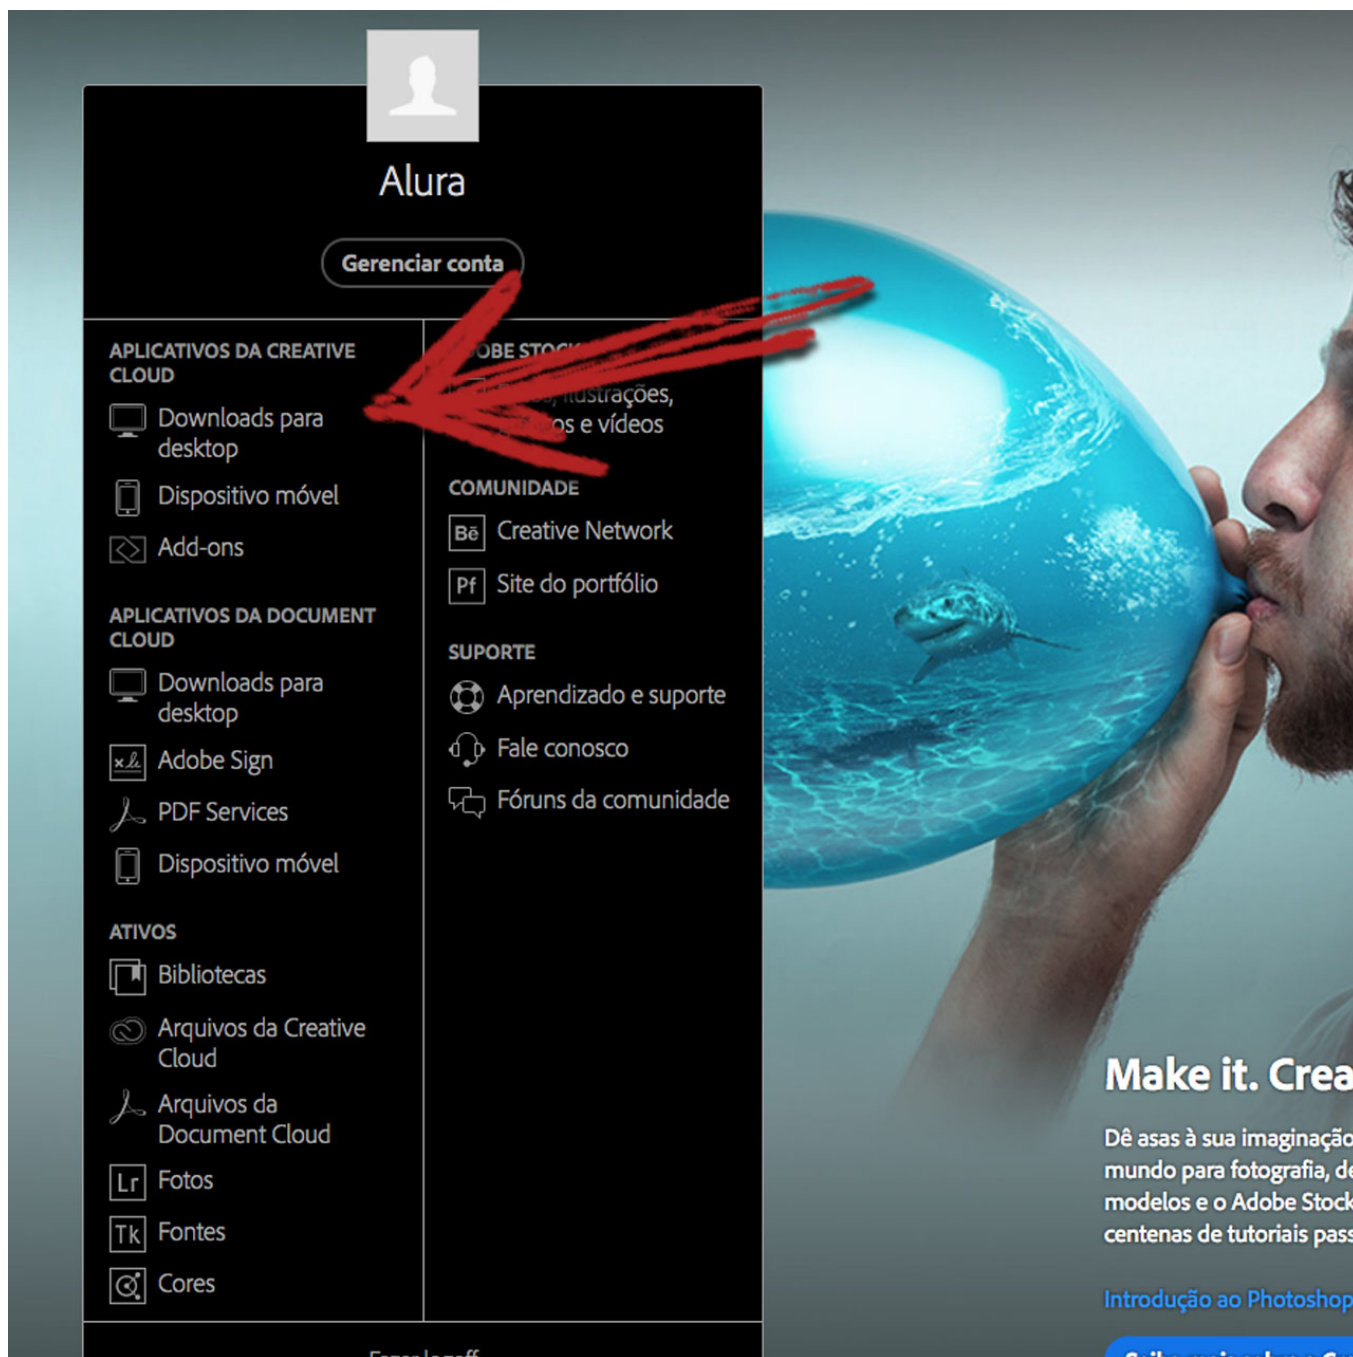 Alura
Gerenciar conta
APLICATIVOS DA CREATIVE
CLOUD
Downloads para
desktop
Dispositivo móvel
Add-ons
APLICATIVOS DA DOCUMENT
CLOUD
Downloads para
desktop
Adobe Sign
PDF Services
Dispositivo móvel
ATIVOS
Bibliotecas
Arquivos da Creative
Cloud
Arquivos da
Document Cloud
Lr Fotos
Tk Fontes
Cores
STOCK
ilustrações,
e vídeos
COMUNIDADE
Bē Creative Network
Pf Site do portfólio
SUPORTE
Aprendizado e suporte
Fale conosco
Fóruns da comunidade
Make it. Crea
Dê asas à sua imaginação
mundo para fotografia, de
modelos e o Adobe Stock
centenas de tutoriais pass
Introdução ao Photoshop